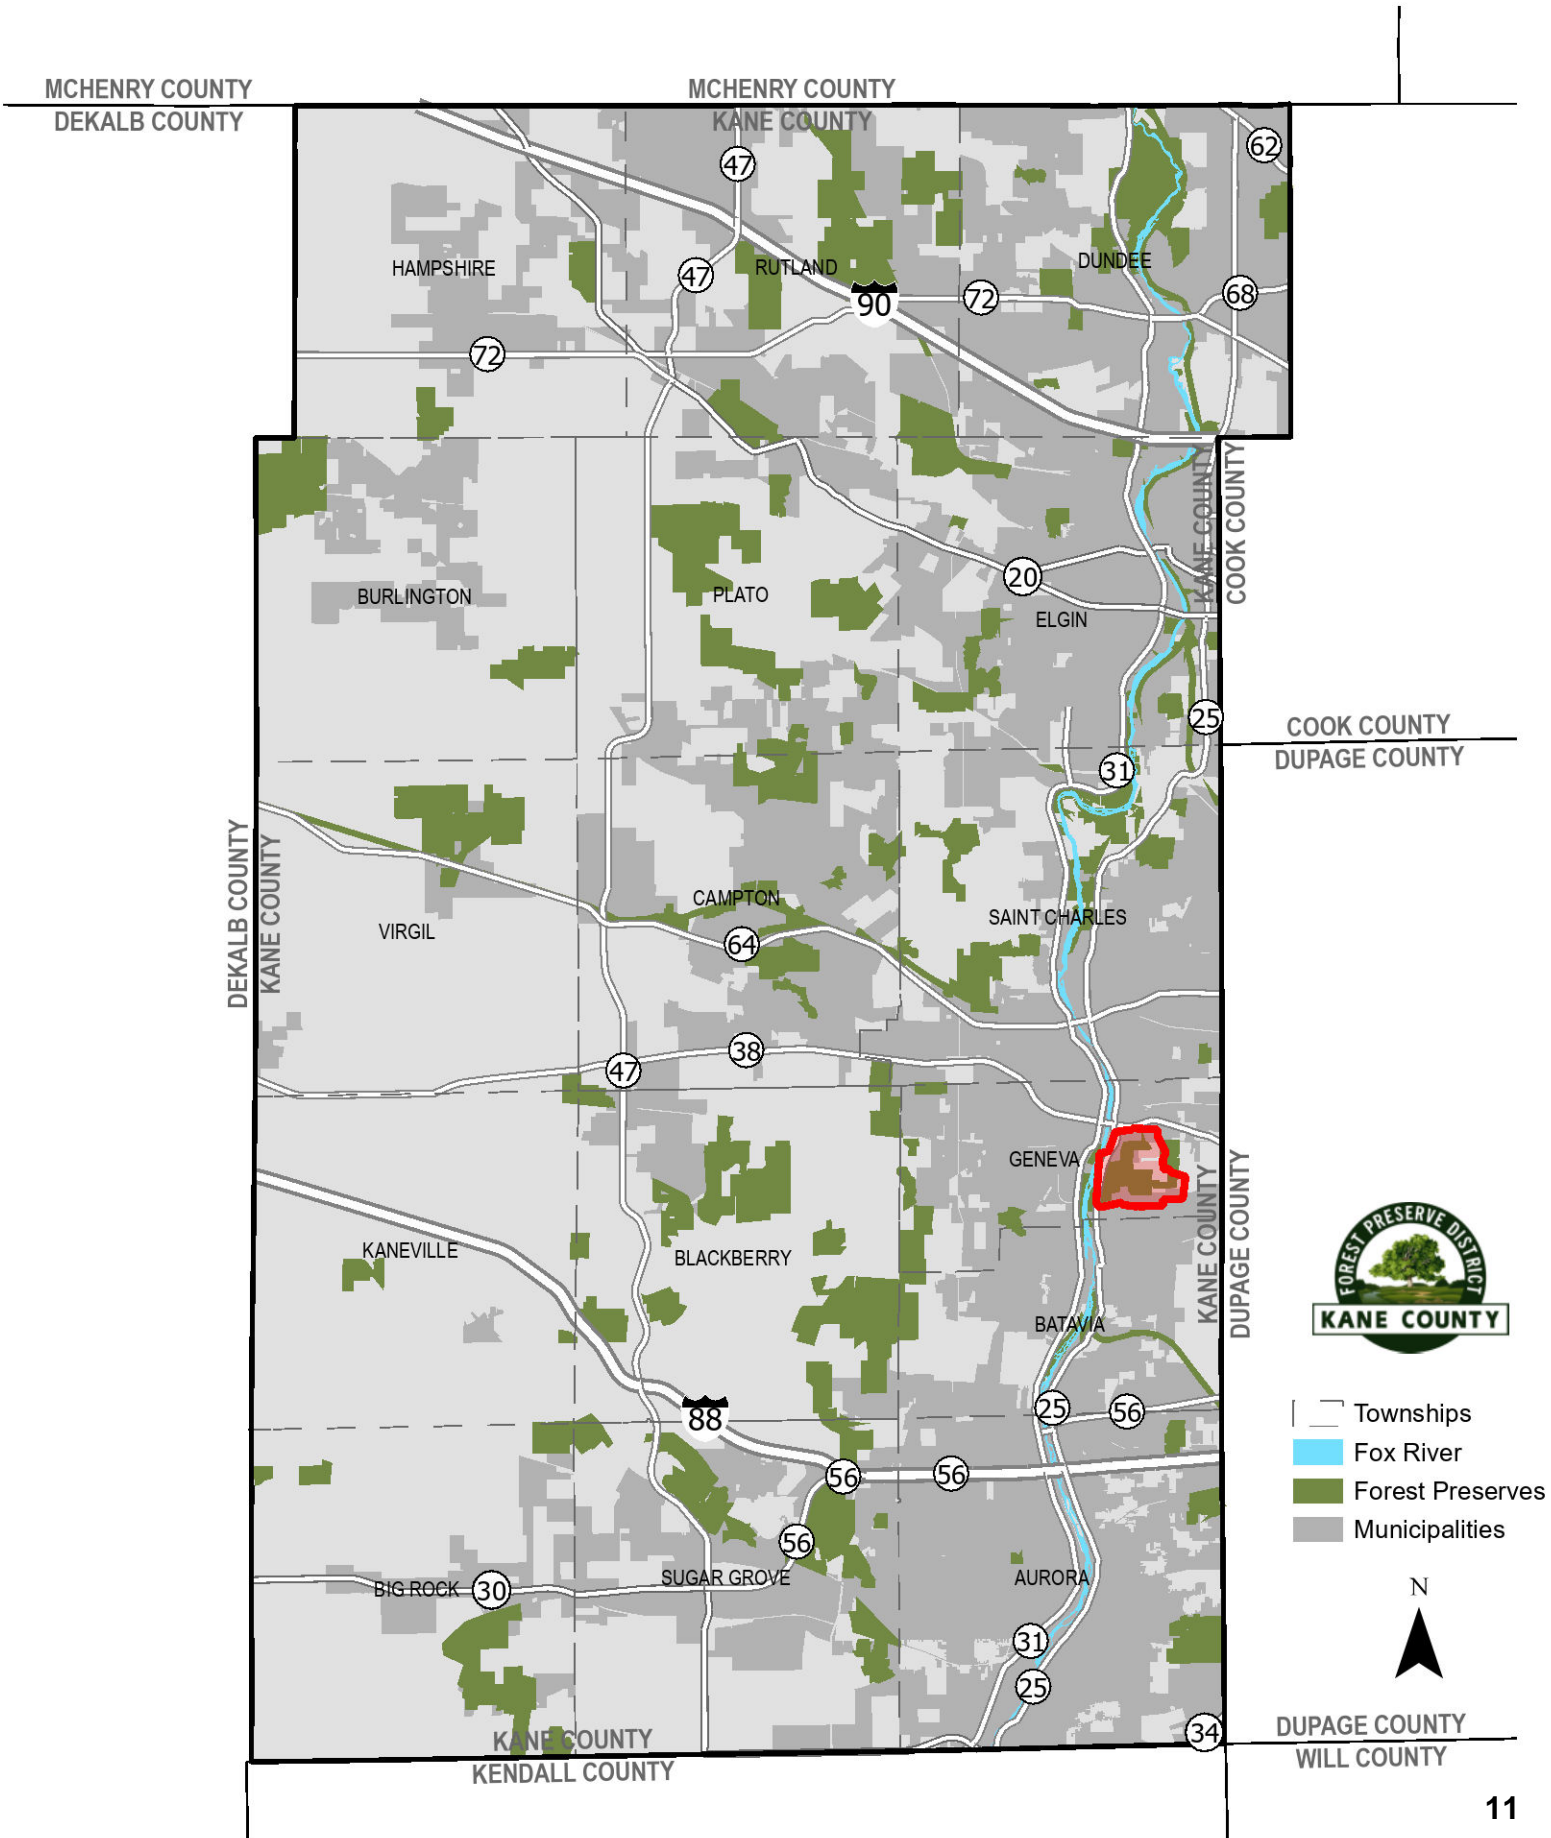 MCHENRY COUNTY
DEKALB COUNTY
MCHENRY COUNTY
KANE COUNTY
62
47
HAMPSHIRE
47
RUTLAND
DUNDEE
90
72
68
72
KANE COUNTY
COOK COUNTY
20
BURLINGTON
PLATO
ELGIN
25
COOK COUNTY
DUPAGE COUNTY
31
DEKALB COUNTY
KANE COUNTY
CAMPTON
SAINT CHARLES
VIRGIL
64
38
47
GENEVA
KANE COUNTY
DUPAGE COUNTY
KANEVILLE
BLACKBERRY
BATAVIA
FOREST PRESERVE DISTRICT
KANE COUNTY
88
25
56
Townships
Fox River
Forest Preserves
Municipalities
56
56
56
BIG ROCK
30
SUGAR GROVE
AURORA
N
31
25
34
KANE COUNTY
KENDALL COUNTY
DUPAGE COUNTY
WILL COUNTY
11